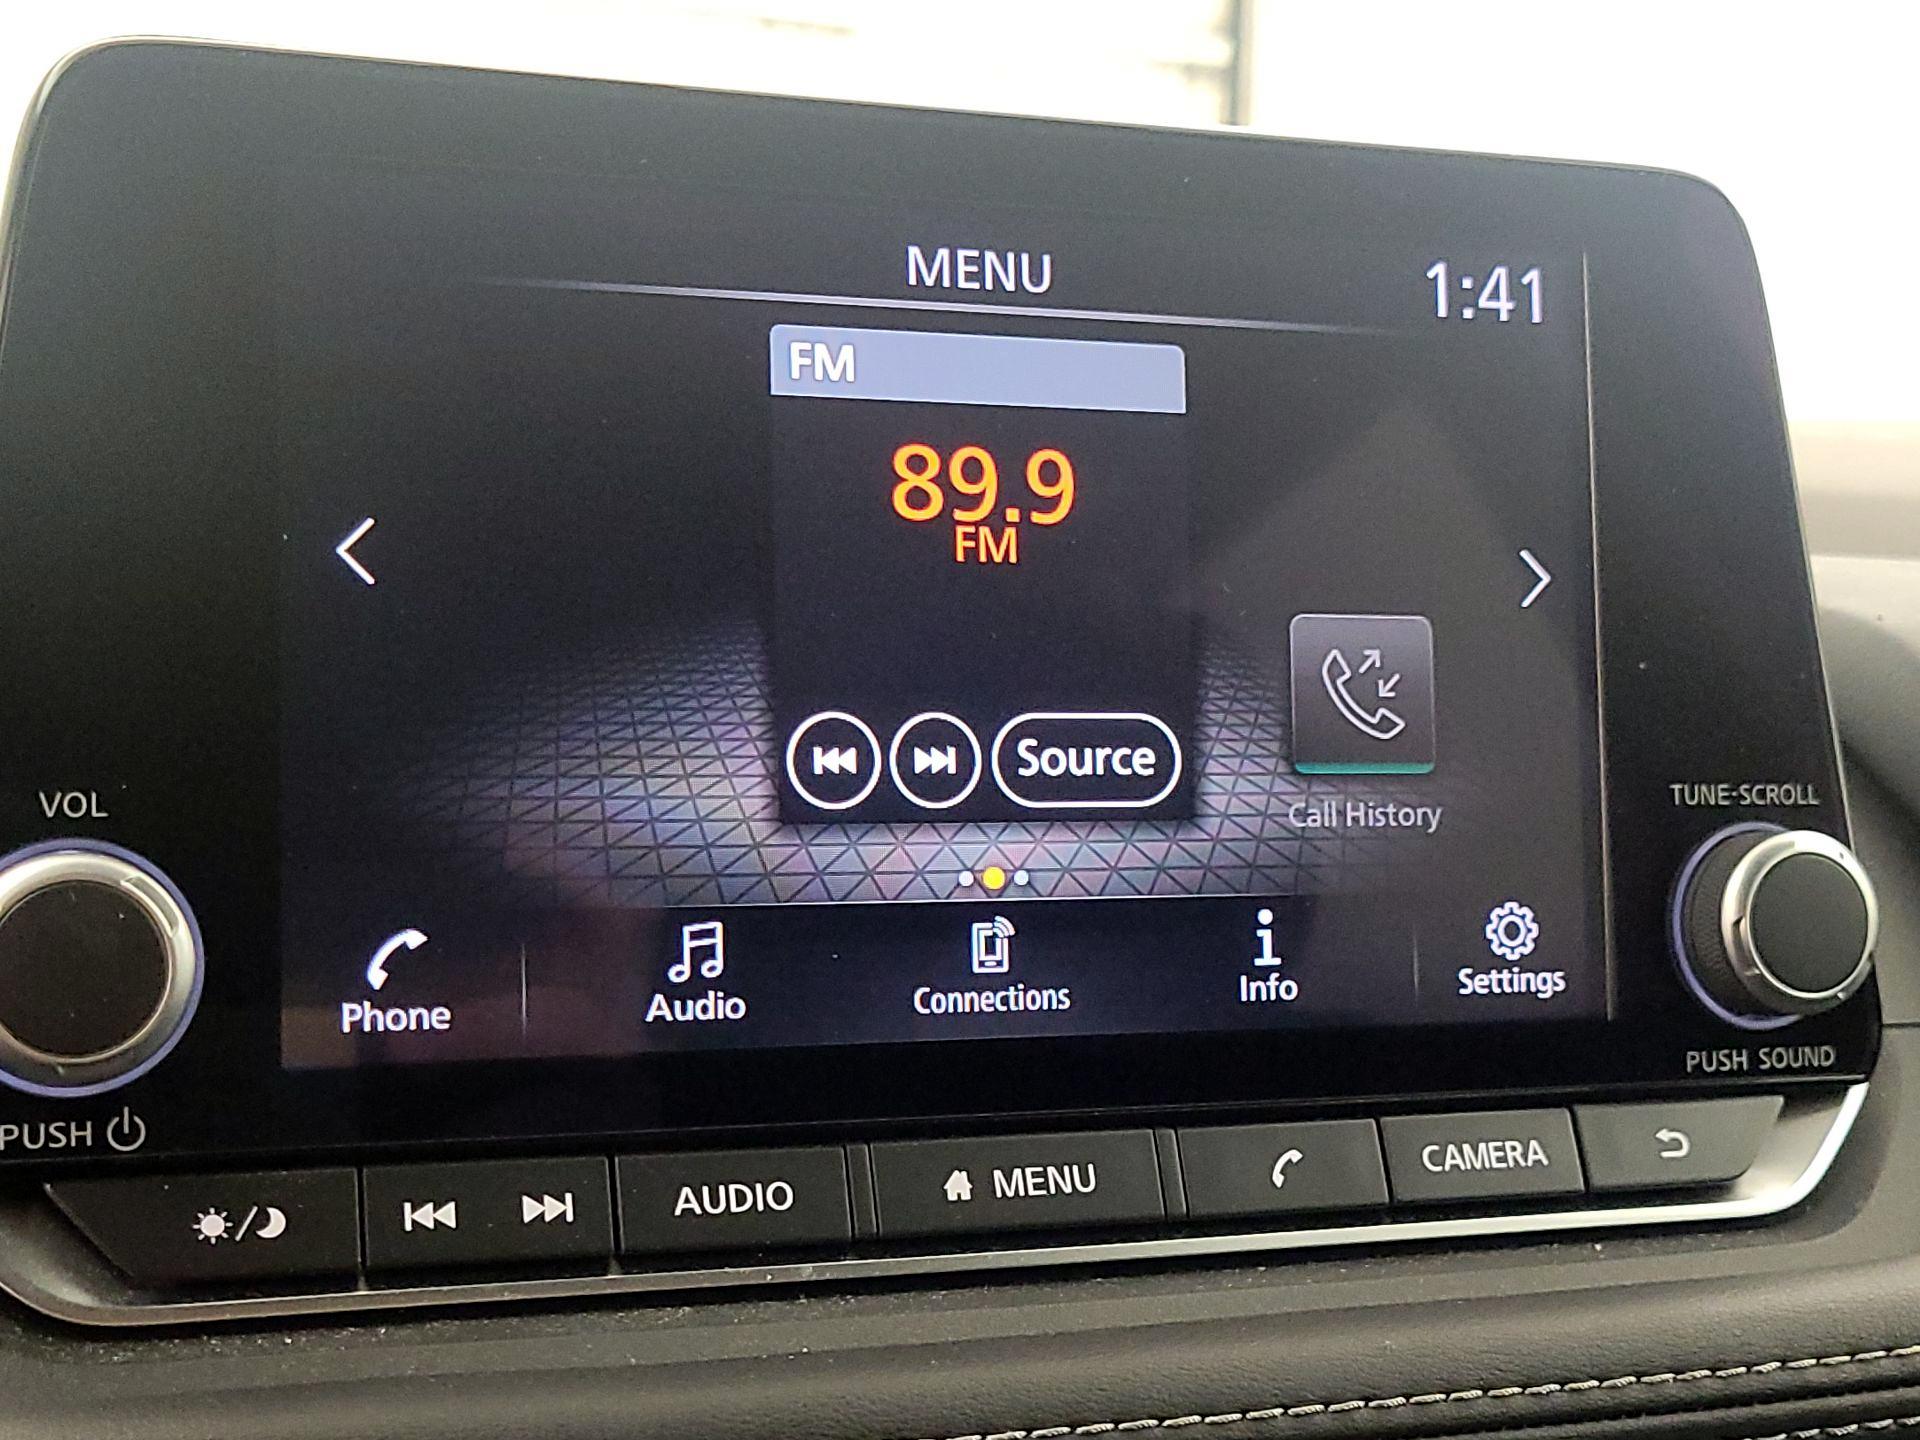 MENU
1:41
FM
89.9
FM
Source
Call History
VOL
TUNE-SCROLL
Phone
Audio
Connections
Info
Settings
PUSH
PUSH SOUND
AUDIO
MENU
CAMERA